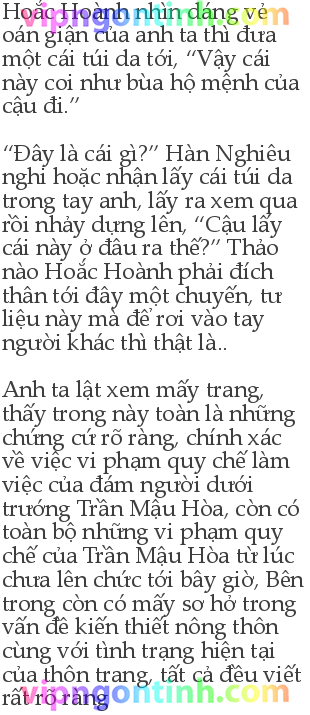 Hoắc Hoành nhìn dáng vẻ
oán giận của anh ta thì đưa
một cái túi da tới, “Vậy cái
này coi như bùa hộ mệnh của
cậu đi.”
“Đây là cái gì?” Hàn Nghiêu
nghi hoặc nhận lấy cái túi da
trong tay anh, lấy ra xem qua
rồi nhảy dựng lên, “Cậu lấy
cái này ở đâu ra thế?” Thảo
nào Hoắc Hoành phải đích
thân tới đây một chuyến, tư
liệu này mà để rơi vào tay
người khác thì thật là..
Anh ta lật xem mấy trang,
thấy trong này toàn là những
chứng cứ rõ ràng, chính xác
về việc vi phạm quy chế làm
việc của đám người dưới
trướng Trần Mậu Hòa, còn có
toàn bộ những vi phạm quy
chế của Trần Mậu Hòa từ lúc
chưa lên chức tới bây giờ, Bên
trong còn có mấy sơ hở trong
vấn đề kiến thiết nông thôn
cùng với tình trạng hiện tại
của thôn trang, tất cả đều viết
rất rõ ràng
vipngontinh.com
vipngontinh.com